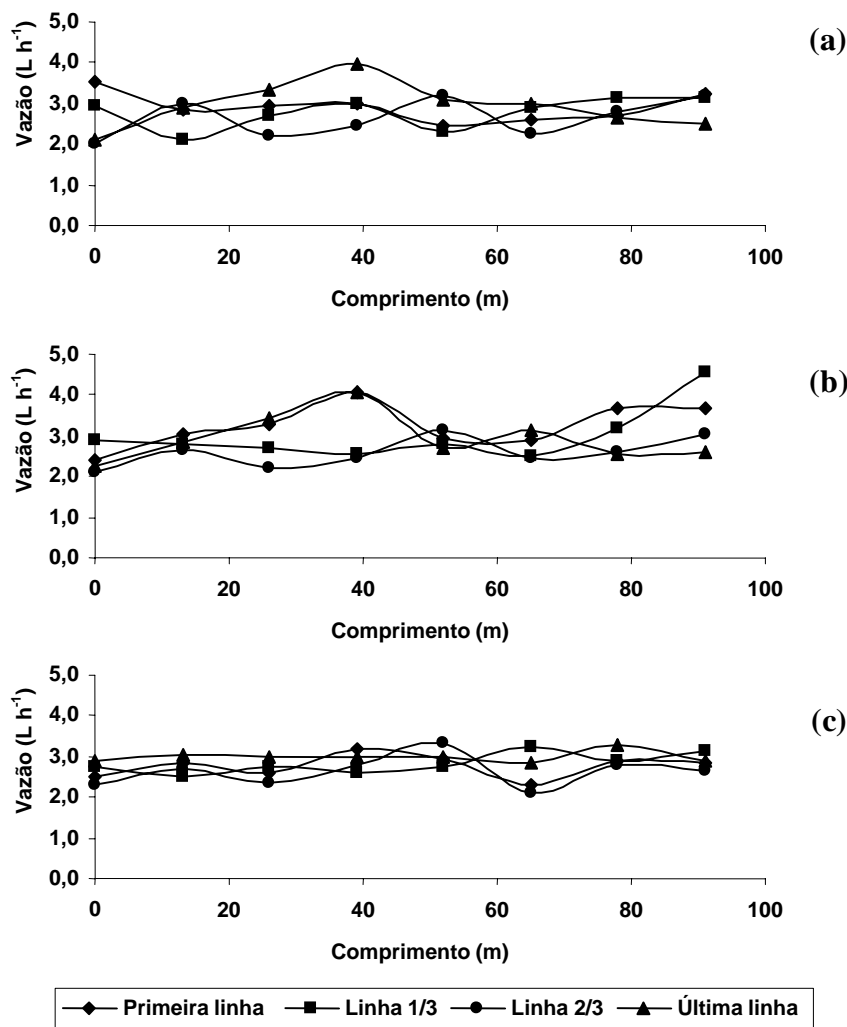 (a)
Vazão (L h⁻¹)
5,0
4,0
3,0
2,0
1,0
0,0
0 20 40 60 80 100
Comprimento (m)
(b)
Vazão (L h⁻¹)
5,0
4,0
3,0
2,0
1,0
0,0
0 20 40 60 80 100
Comprimento (m)
(c)
Vazão (L h⁻¹)
5,0
4,0
3,0
2,0
1,0
0,0
0 20 40 60 80 100
Comprimento (m)
Primeira linha Linha 1/3 Linha 2/3 Última linha